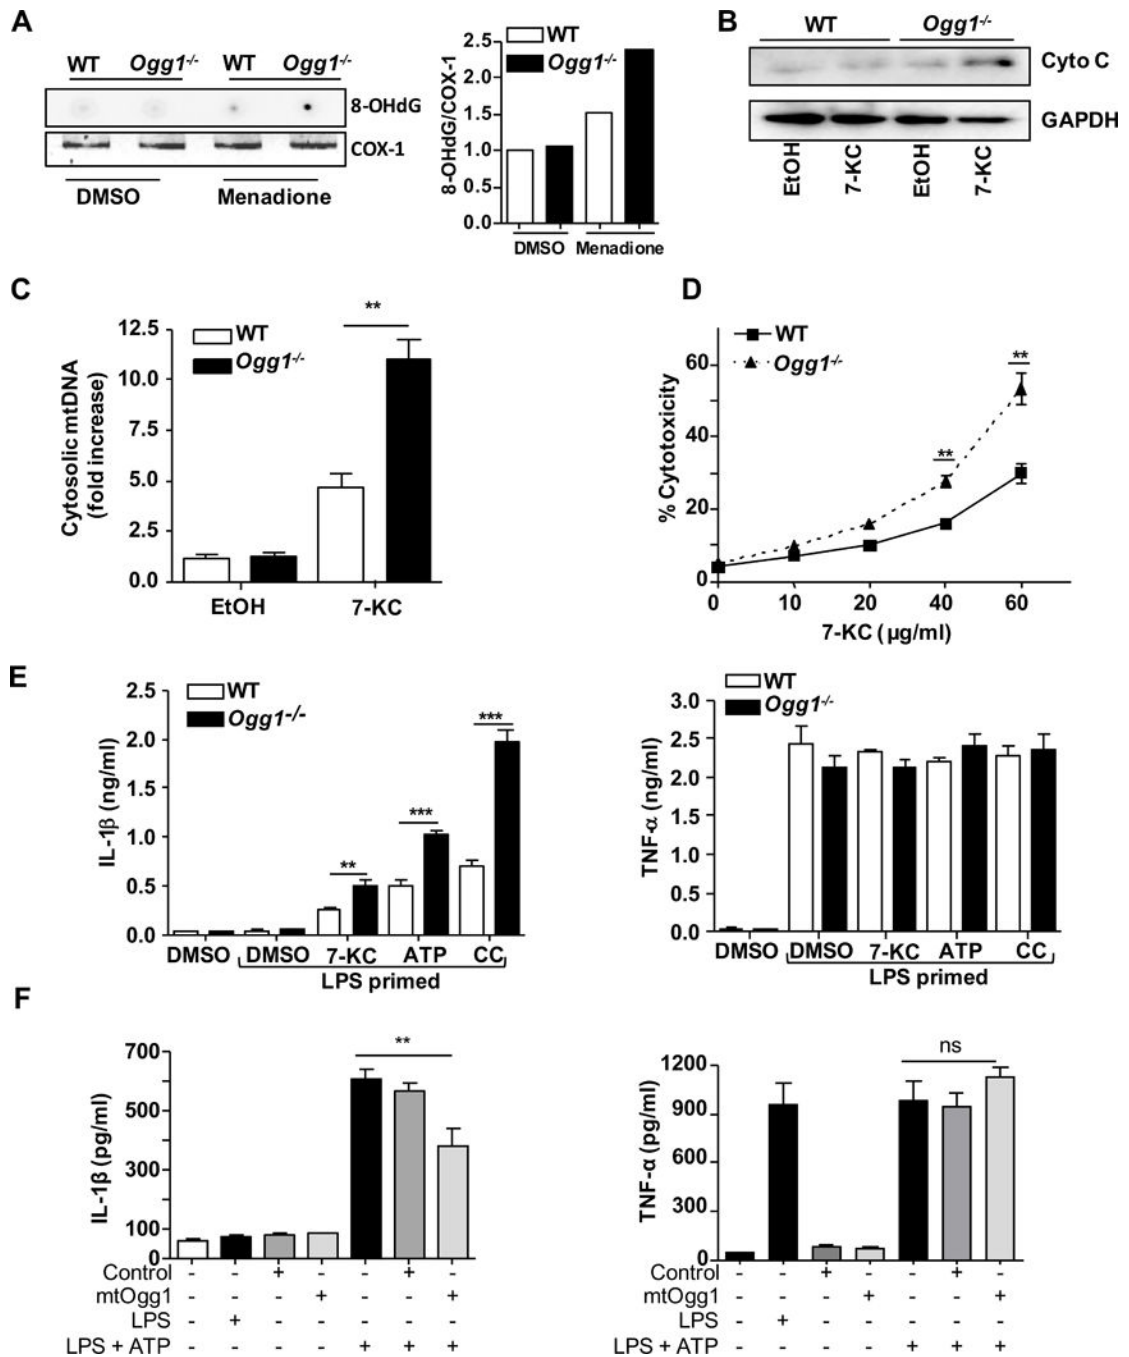 A
WT Ogg1-/- WT Ogg1-/-
8-OHdG
COX-1
DMSO Menadione
WT
Ogg1-/-
8-OHdG/COX-1
2.5
2.0
1.5
1.0
0.5
0.0
DMSO Menadione
B
WT Ogg1-/-
Cyto C
GAPDH
EtOH 7-KC EtOH 7-KC
C
WT
Ogg1-/-
**
Cytosolic mtDNA
(fold increase)
12.5
10.0
7.5
5.0
2.5
0.0
EtOH 7-KC
D
WT
Ogg1-/-
** **
% Cytotoxicity
60
40
20
0
0 10 20 40 60
7-KC (µg/ml)
E
WT
Ogg1-/-
IL-1β (ng/ml)
2.5
2.0
1.5
1.0
0.5
0.0
** *** ***
DMSO DMSO 7-KC ATP CC
LPS primed
WT
Ogg1-/-
TNF-α (ng/ml)
3.0
2.5
2.0
1.5
1.0
0.5
0.0
DMSO DMSO 7-KC ATP CC
LPS primed
F
IL-1β (pg/ml)
700
500
300
100
0
**
Control - - + - - + -
mtOgg1 - - - + - - +
LPS - + - - - - -
LPS + ATP - - - - + + +
TNF-α (pg/ml)
1200
900
600
300
0
ns
Control - - + - - + -
mtOgg1 - - - + - - +
LPS - + - - - - -
LPS + ATP - - - - + + +